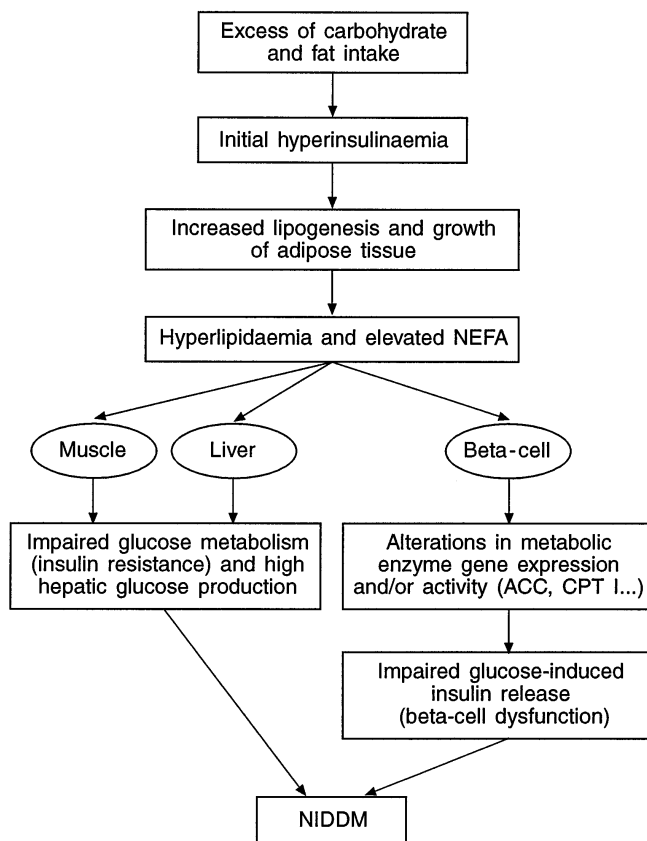 Excess of carbohydrate
and fat intake
Initial hyperinsulinaemia
Increased lipogenesis and growth
of adipose tissue
Hyperlipidaemia and elevated NEFA
Muscle
Liver
Beta-cell
Impaired glucose metabolism
(insulin resistance) and high
hepatic glucose production
Alterations in metabolic
enzyme gene expression
and/or activity (ACC, CPT I...)
Impaired glucose-induced
insulin release
(beta-cell dysfunction)
NIDDM